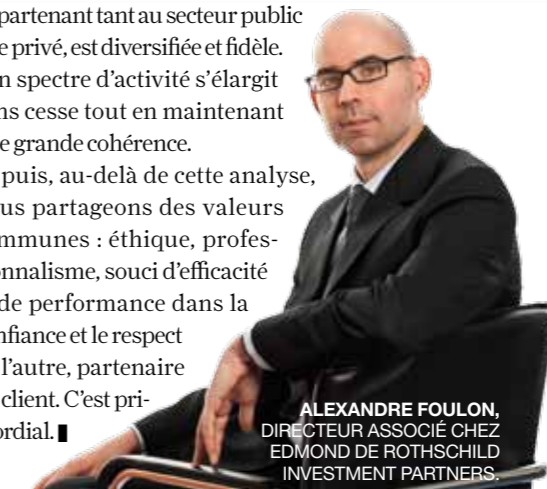 partenant tant au secteur public
e privé, est diversifiée et fidèle.
n spectre d’activité s’élargit
ns cesse tout en maintenant
e grande cohérence.
puis, au-delà de cette analyse,
us partageons des valeurs
mmunes : éthique, profes-
onnalisme, souci d’efficacité
de performance dans la
nfiance et le respect
l’autre, partenaire
client. C’est pri-
ordial.
ALEXANDRE FOULON,
DIRECTEUR ASSOCIÉ CHEZ
EDMOND DE ROTHSCHILD
INVESTMENT PARTNERS.